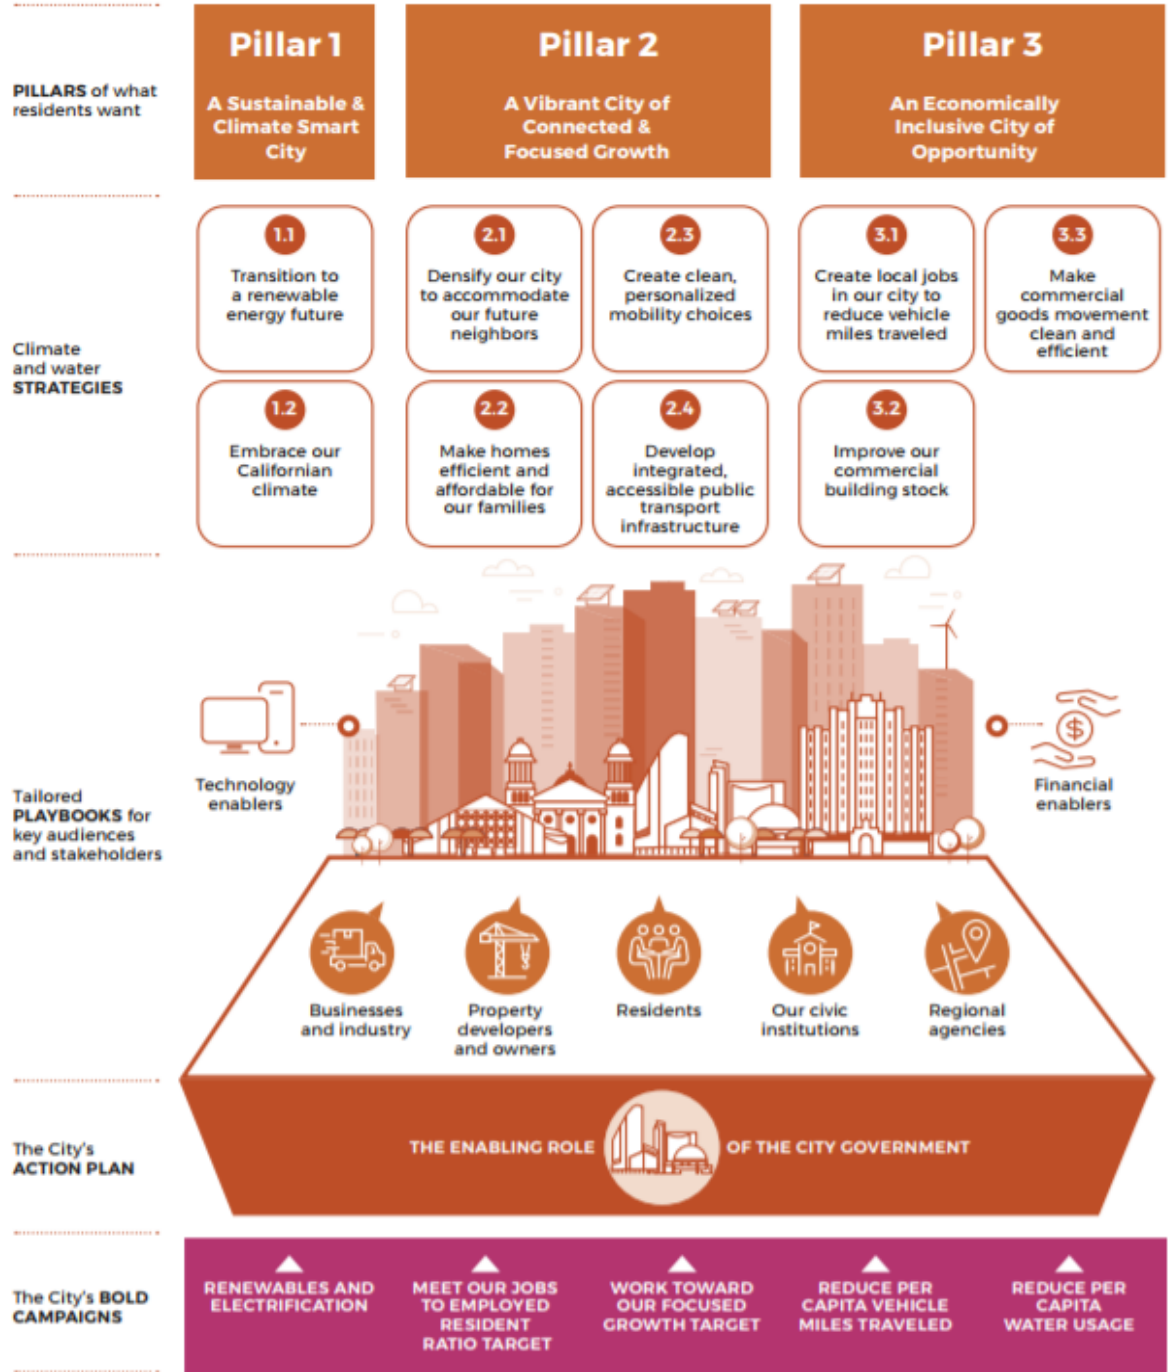 PILLARS of what
residents want
Pillar 1
A Sustainable &
Climate Smart
City
Pillar 2
A Vibrant City of
Connected &
Focused Growth
Pillar 3
An Economically
Inclusive City of
Opportunity
Climate
and water
STRATEGIES
1.1
Transition to
a renewable
energy future
2.1
Densify our city
to accommodate
our future
neighbors
2.3
Create clean,
personalized
mobility choices
3.1
Create local jobs
in our city to
reduce vehicle
miles traveled
3.3
Make
commercial
goods movement
clean and
efficient
1.2
Embrace our
Californian
climate
2.2
Make homes
efficient and
affordable for
our families
2.4
Develop
integrated,
accessible public
transport
infrastructure
3.2
Improve our
commercial
building stock
Tailored
PLAYBOOKS for
key audiences
and stakeholders
Technology
enablers
$
Financial
enablers
Businesses
and industry
Property
developers
and owners
Residents
Our civic
institutions
Regional
agencies
The City's
ACTION PLAN
THE ENABLING ROLE
OF THE CITY GOVERNMENT
The City's BOLD
CAMPAIGNS
RENEWABLES AND
ELECTRIFICATION
MEET OUR JOBS
TO EMPLOYED
RESIDENT
RATIO TARGET
WORK TOWARD
OUR FOCUSED
GROWTH TARGET
REDUCE PER
CAPITA VEHICLE
MILES TRAVELED
REDUCE PER
CAPITA
WATER USAGE